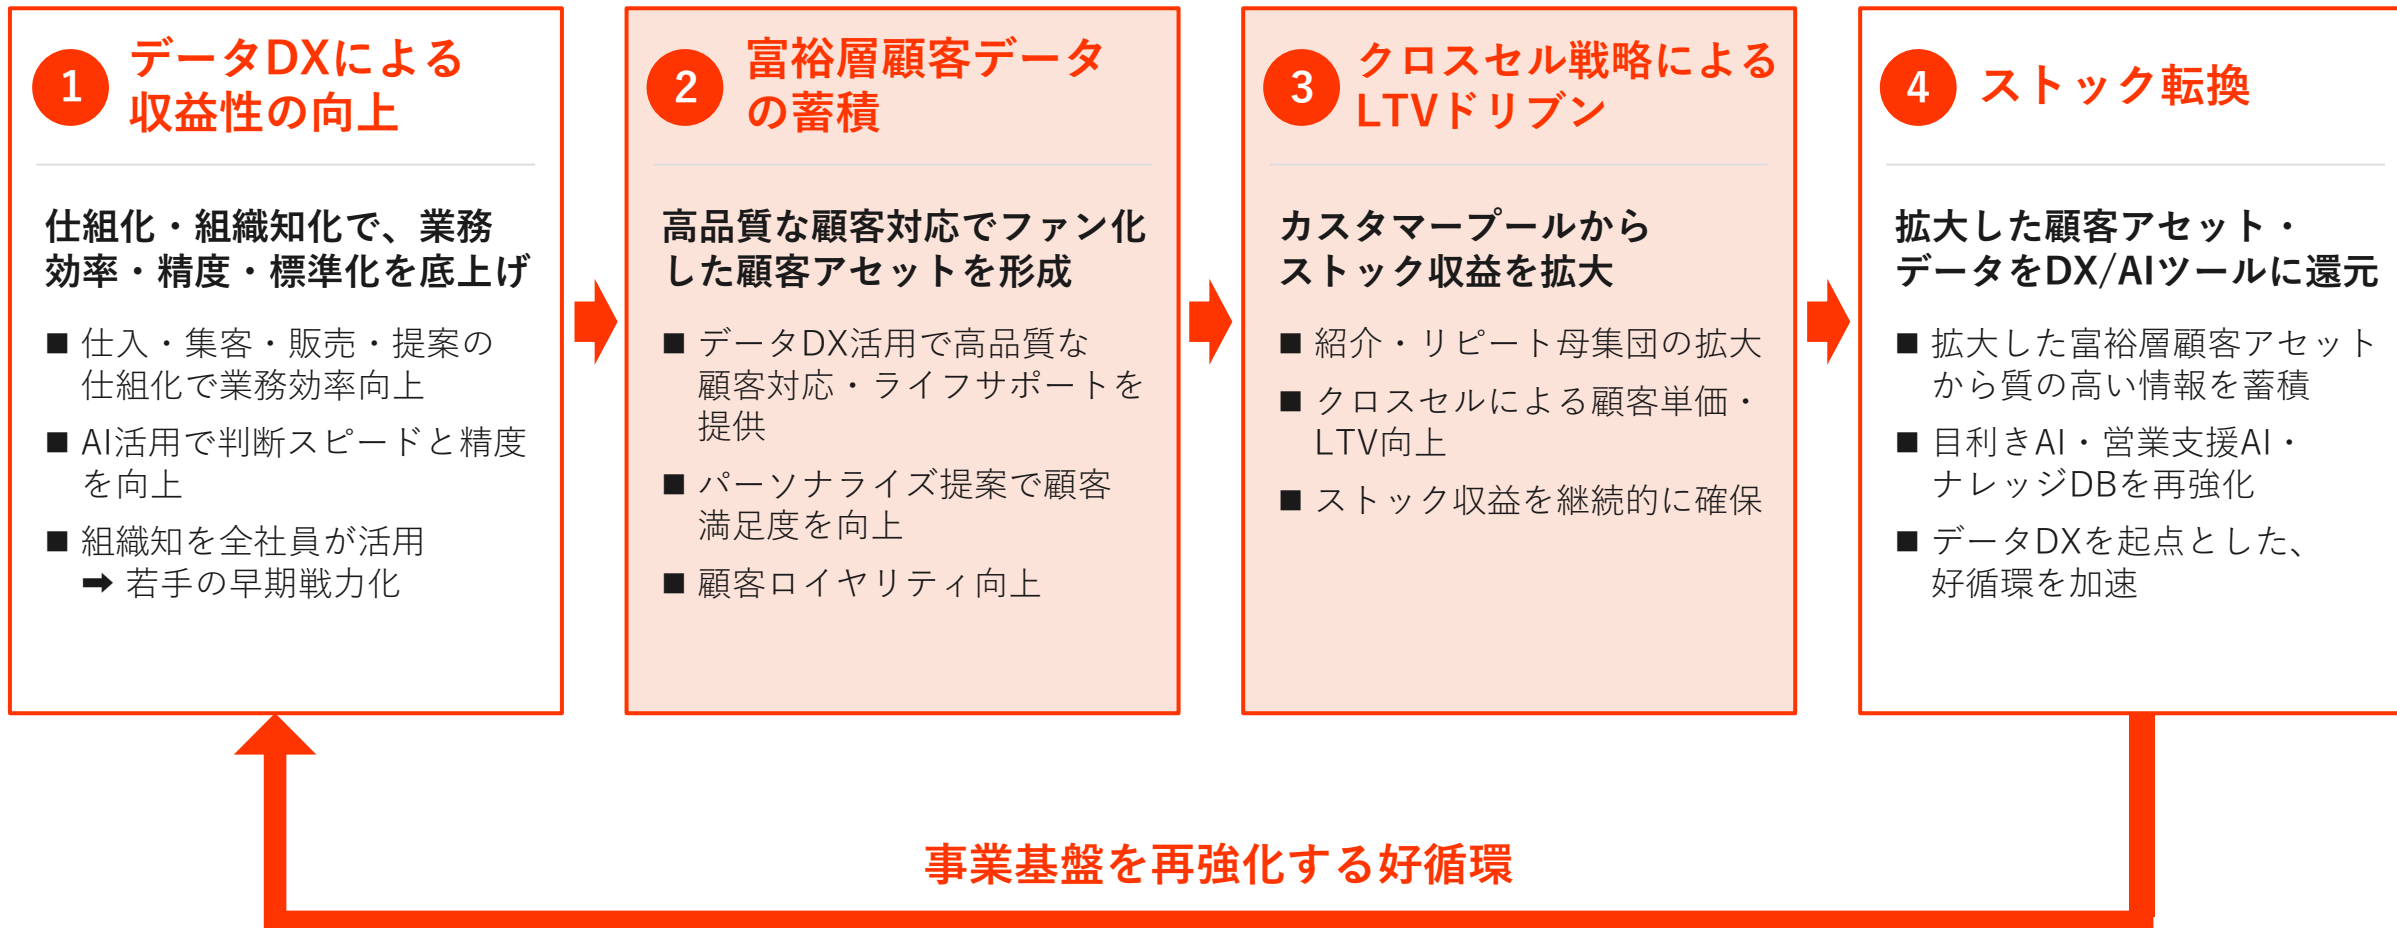 1
データDXによる
収益性の向上
仕組化・組織知化で、業務
効率・精度・標準化を底上げ
■ 仕入・集客・販売・提案の
仕組化で業務効率向上
■ AI活用で判断スピードと精度
を向上
■ 組織知を全社員が活用
➡ 若手の早期戦力化
2
富裕層顧客データ
の蓄積
高品質な顧客対応でファン化
した顧客アセットを形成
■ データDX活用で高品質な
顧客対応・ライフサポートを
提供
■ パーソナライズ提案で顧客
満足度を向上
■ 顧客ロイヤリティ向上
3
クロスセル戦略による
LTVドリブン
カスタマープールから
ストック収益を拡大
■ 紹介・リピート母集団の拡大
■ クロスセルによる顧客単価・
LTV向上
■ ストック収益を継続的に確保
4
ストック転換
拡大した顧客アセット・
データをDX/AIツールに還元
■ 拡大した富裕層顧客アセット
から質の高い情報を蓄積
■ 目利きAI・営業支援AI・
ナレッジDBを再強化
■ データDXを起点とした、
好循環を加速
事業基盤を再強化する好循環